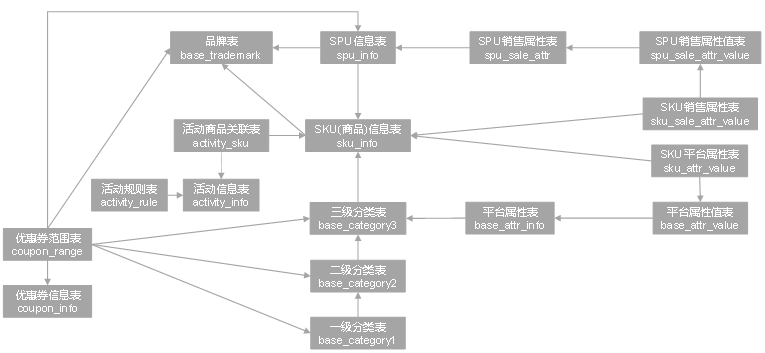 品牌表
base_trademark
SPU信息表
spu_info
SPU销售属性表
spu_sale_attr
SPU销售属性值表
spu_sale_attr_value
活动商品关联表
activity_sku
SKU(商品)信息表
sku_info
SKU销售属性表
sku_sale_attr_value
SKU平台属性表
sku_attr_value
活动规则表
activity_rule
活动信息表
activity_info
三级分类表
base_category3
平台属性表
base_attr_info
平台属性值表
base_attr_value
优惠券范围表
coupon_range
二级分类表
base_category2
优惠券信息表
coupon_info
一级分类表
base_category1